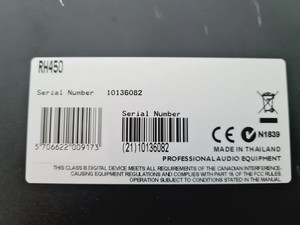 RH450
Serial Number 10136082
Serial Number
5706622009173
(21)10136082
CE N1839
MADE IN THAILAND
PROFESSIONAL AUDIO EQUIPMENT
THIS CLASS B DIGITAL DEVICE MEETS ALL REQUIREMENTS OF THE CANADIAN INTERFERENCE-
CAUSING EQUIPMENT REGULATIONS AND COMPLIES WITH PART 15 OF THE FCC RULES.
OPERATION SUBJECT TO CONDITIONS STATED IN THE MANUAL.